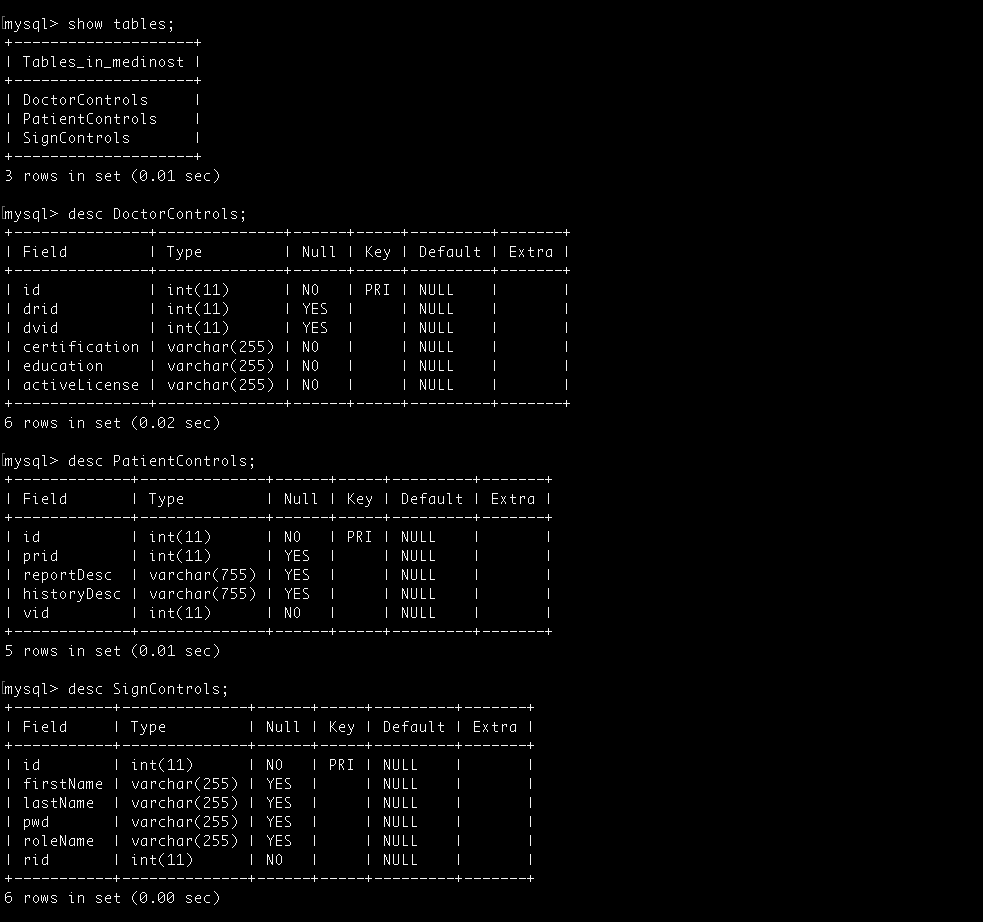 [mysql> show tables;
+--------------------+
| Tables_in_medinost |
+--------------------+
| DoctorControls     |
| PatientControls    |
| SignControls       |
+--------------------+
3 rows in set (0.01 sec)
[mysql> desc DoctorControls;
+---------------+--------------+------+-----+---------+-------+
| Field         | Type         | Null | Key | Default | Extra |
+---------------+--------------+------+-----+---------+-------+
| id            | int(11)      | NO   | PRI | NULL    |       |
| drid          | int(11)      | YES  |     | NULL    |       |
| dvid          | int(11)      | YES  |     | NULL    |       |
| certification | varchar(255) | NO   |     | NULL    |       |
| education     | varchar(255) | NO   |     | NULL    |       |
| activeLicense | varchar(255) | NO   |     | NULL    |       |
+---------------+--------------+------+-----+---------+-------+
6 rows in set (0.02 sec)
[mysql> desc PatientControls;
+-------------+--------------+------+-----+---------+-------+
| Field       | Type         | Null | Key | Default | Extra |
+-------------+--------------+------+-----+---------+-------+
| id          | int(11)      | NO   | PRI | NULL    |       |
| prid        | int(11)      | YES  |     | NULL    |       |
| reportDesc  | varchar(755) | YES  |     | NULL    |       |
| historyDesc | varchar(755) | YES  |     | NULL    |       |
| vid         | int(11)      | NO   |     | NULL    |       |
+-------------+--------------+------+-----+---------+-------+
5 rows in set (0.01 sec)
[mysql> desc SignControls;
+-----------+--------------+------+-----+---------+-------+
| Field     | Type         | Null | Key | Default | Extra |
+-----------+--------------+------+-----+---------+-------+
| id        | int(11)      | NO   | PRI | NULL    |       |
| firstName | varchar(255) | YES  |     | NULL    |       |
| lastName  | varchar(255) | YES  |     | NULL    |       |
| pwd       | varchar(255) | YES  |     | NULL    |       |
| roleName  | varchar(255) | YES  |     | NULL    |       |
| rid       | int(11)      | NO   |     | NULL    |       |
+-----------+--------------+------+-----+---------+-------+
6 rows in set (0.00 sec)